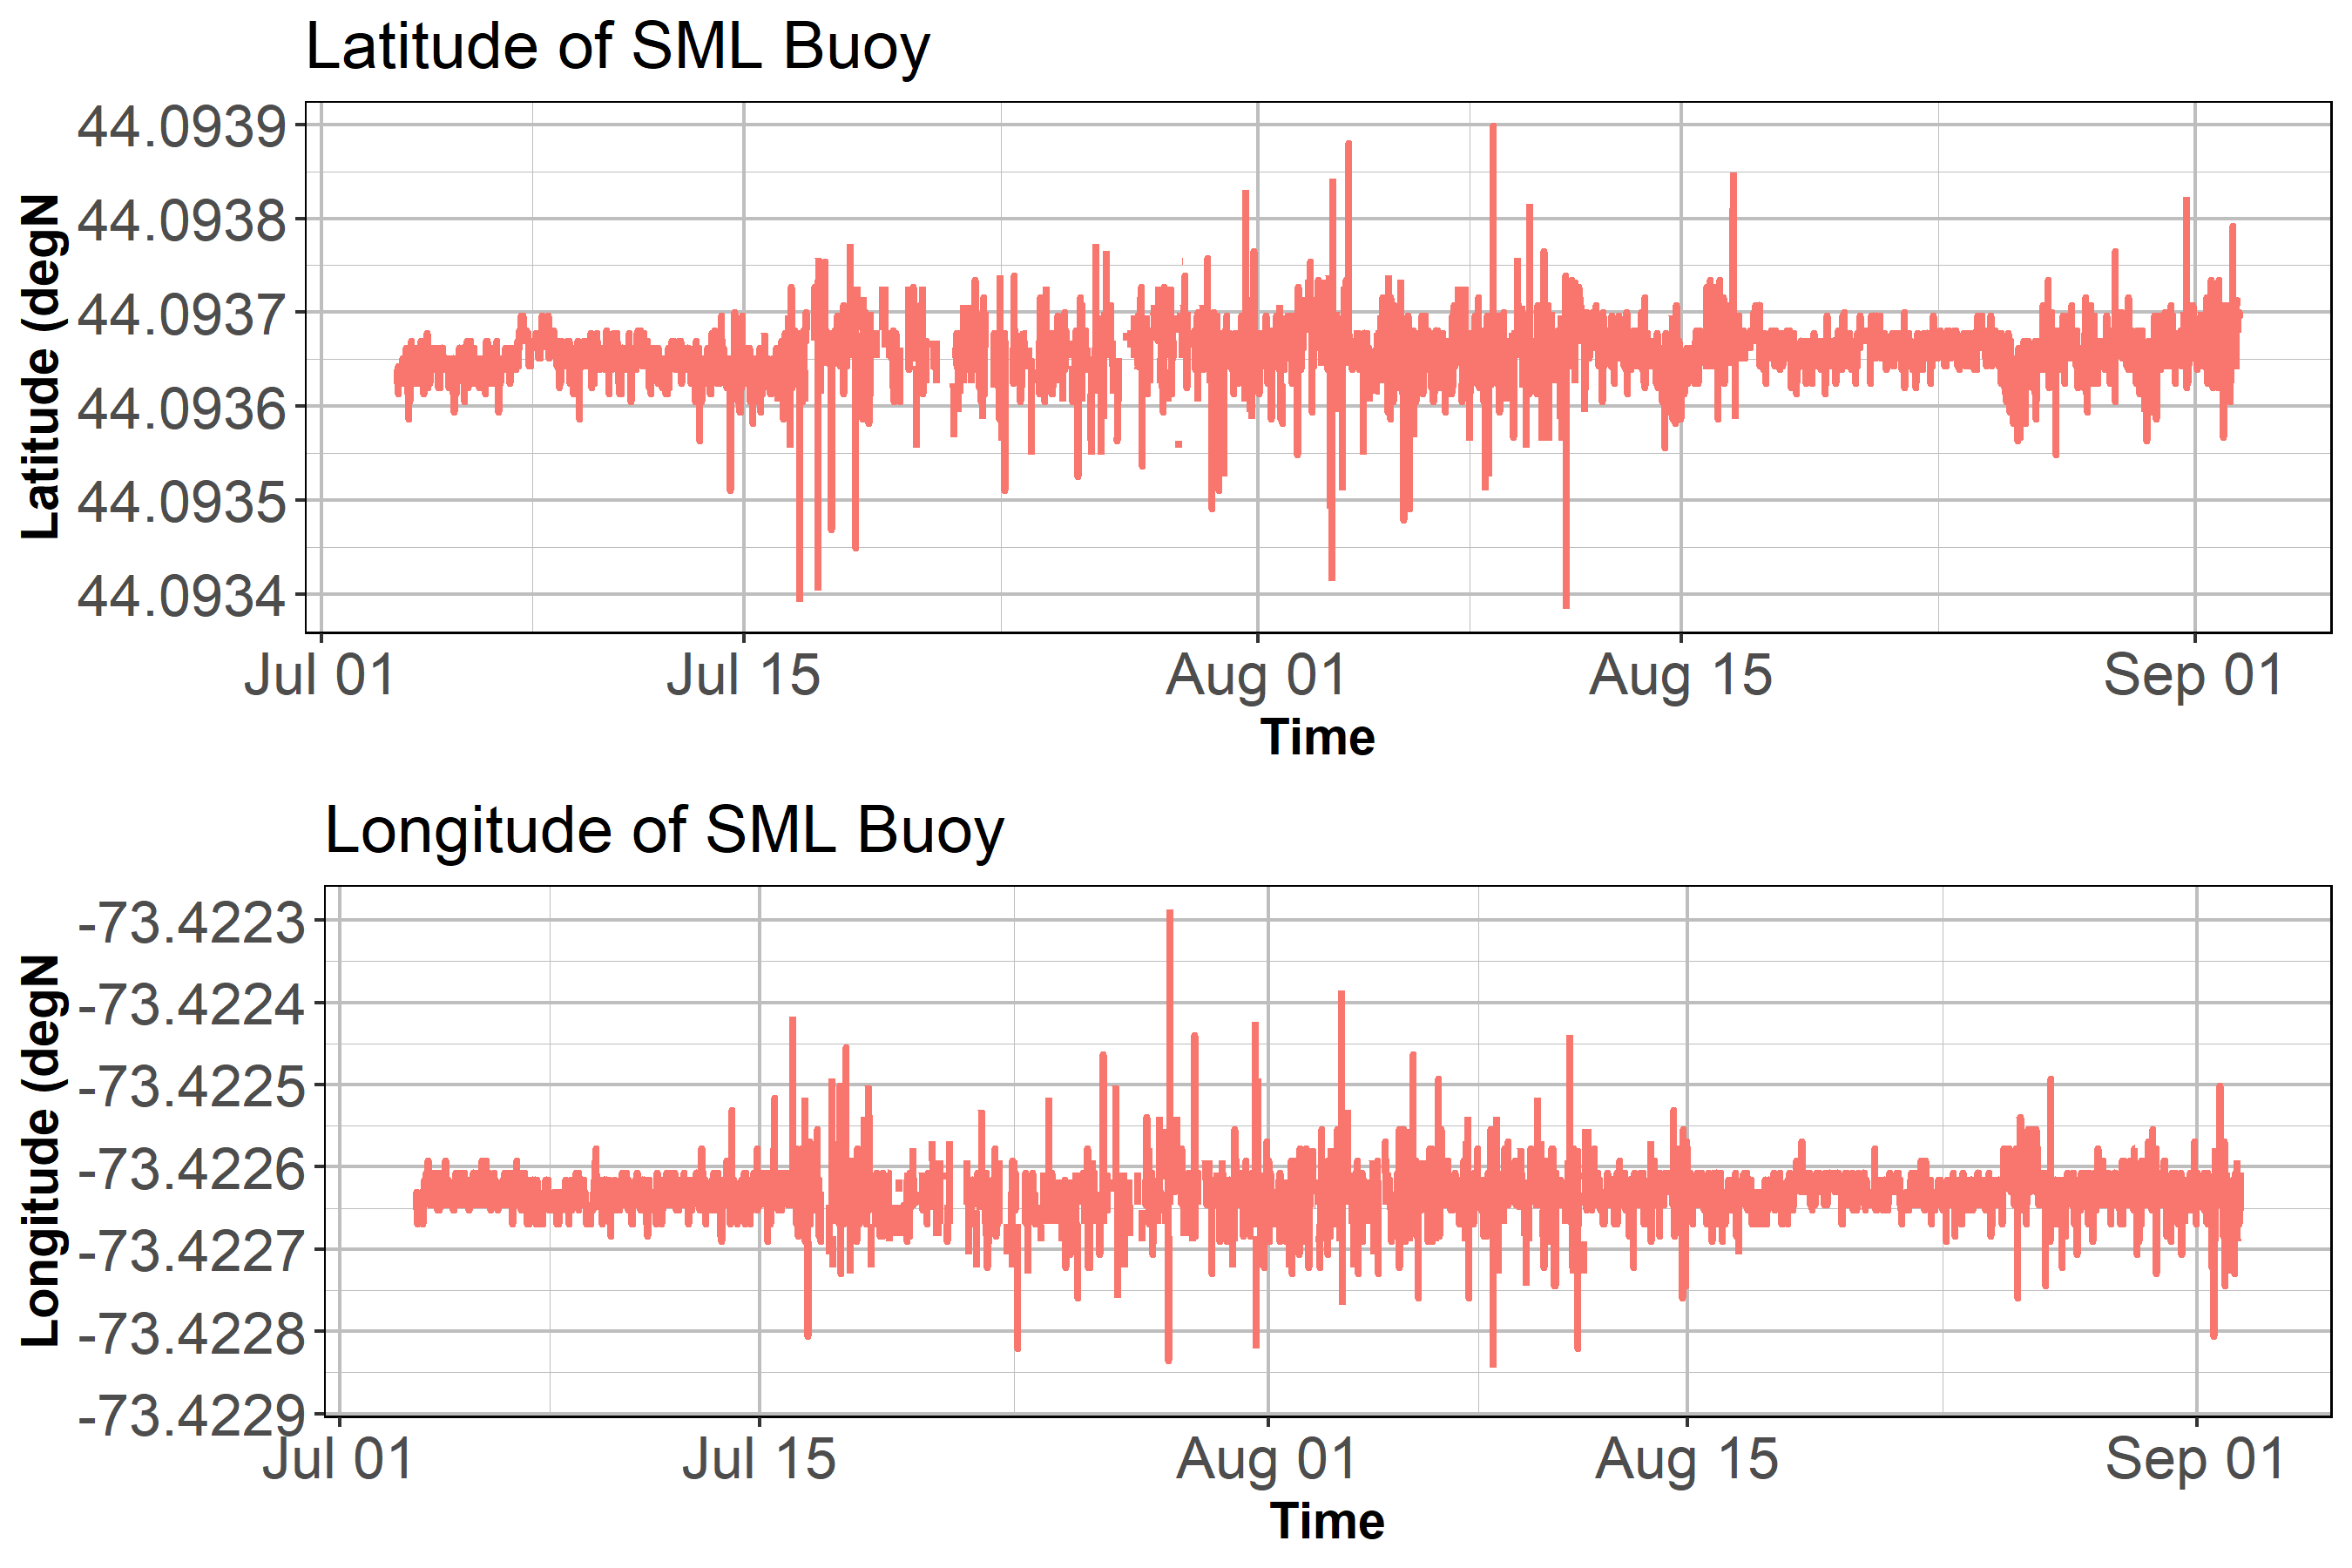 Latitude of SML Buoy
Latitude (degN
44.0939
44.0938
44.0937
44.0936
44.0935
44.0934
Jul 01 Jul 15 Aug 01 Aug 15 Sep 01
Time
Longitude of SML Buoy
Longitude (degN
-73.4223
-73.4224
-73.4225
-73.4226
-73.4227
-73.4228
-73.4229
Jul 01 Jul 15 Aug 01 Aug 15 Sep 01
Time